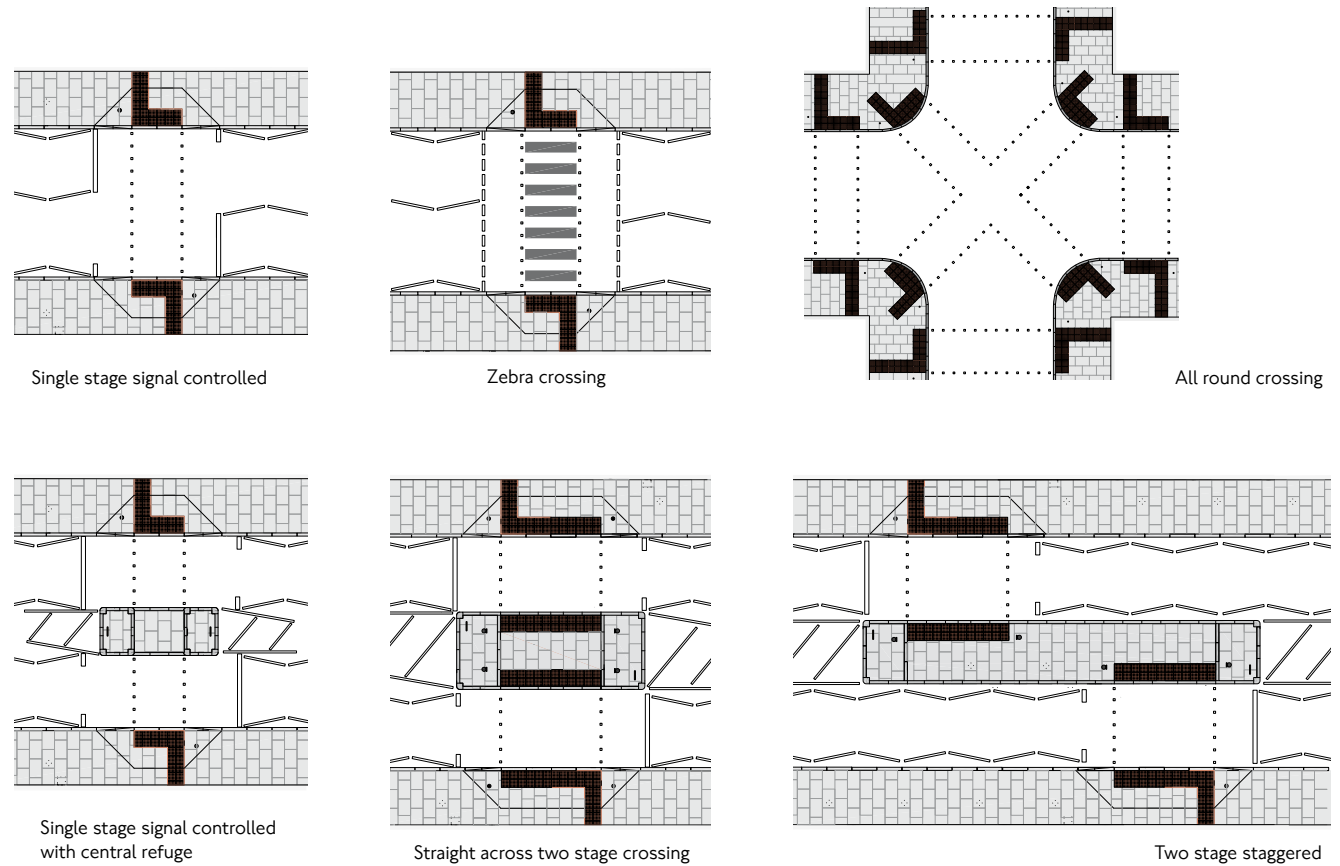 Single stage signal controlled
Zebra crossing
All round crossing
Single stage signal controlled
with central refuge
Straight across two stage crossing
Two stage staggered